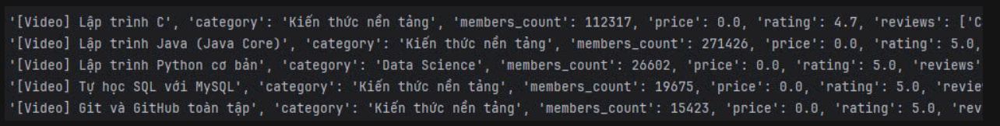 '[Video] Lập trình C', 'category': 'Kiến thức nền tảng', 'members_count': 112317, 'price': 0.0, 'rating': 4.7, 'reviews': ['C
'[Video] Lập trình Java (Java Core)', 'category': 'Kiến thức nền tảng', 'members_count': 271426, 'price': 0.0, 'rating': 5.0,
'[Video] Lập trình Python cơ bản', 'category': 'Data Science', 'members_count': 26602, 'price': 0.0, 'rating': 5.0, 'reviews'
'[Video] Tự học SQL với MySQL', 'category': 'Kiến thức nền tảng', 'members_count': 19675, 'price': 0.0, 'rating': 5.0, 'revie
'[Video] Git và GitHub toàn tập', 'category': 'Kiến thức nền tảng', 'members_count': 15423, 'price': 0.0, 'rating': 5.0, 'rev